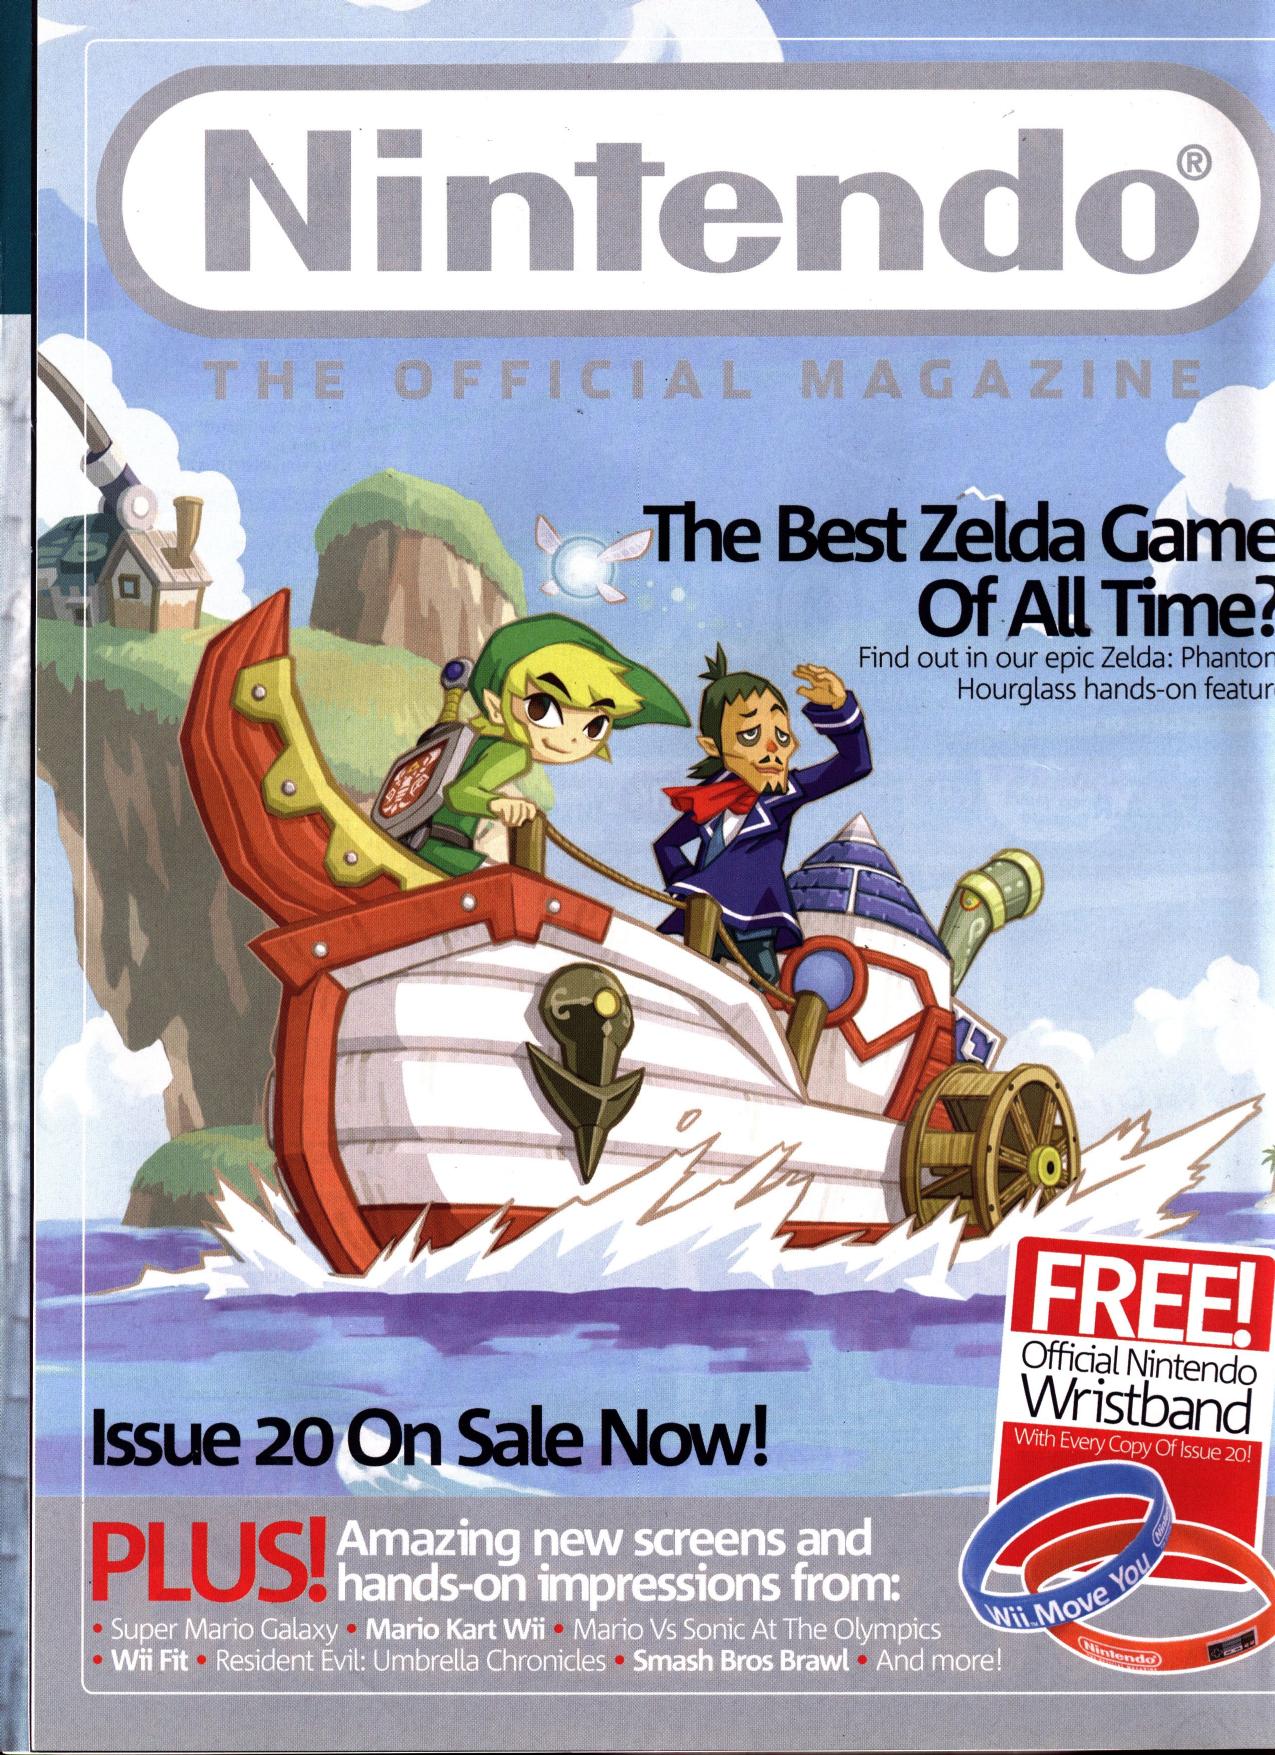 Nintendo®
THE OFFICIAL MAGAZINE
The Best Zelda Game
Of All Time?
Find out in our epic Zelda: Phantom
Hourglass hands-on featur
FREE!
Official Nintendo
Wristband
With Every Copy Of Issue 20!
Wii Move You
Nintendo
Issue 20 On Sale Now!
PLUS! Amazing new screens and
hands-on impressions from:
• Super Mario Galaxy • Mario Kart Wii • Mario Vs Sonic At The Olympics
• Wii Fit • Resident Evil: Umbrella Chronicles • Smash Bros Brawl • And more!